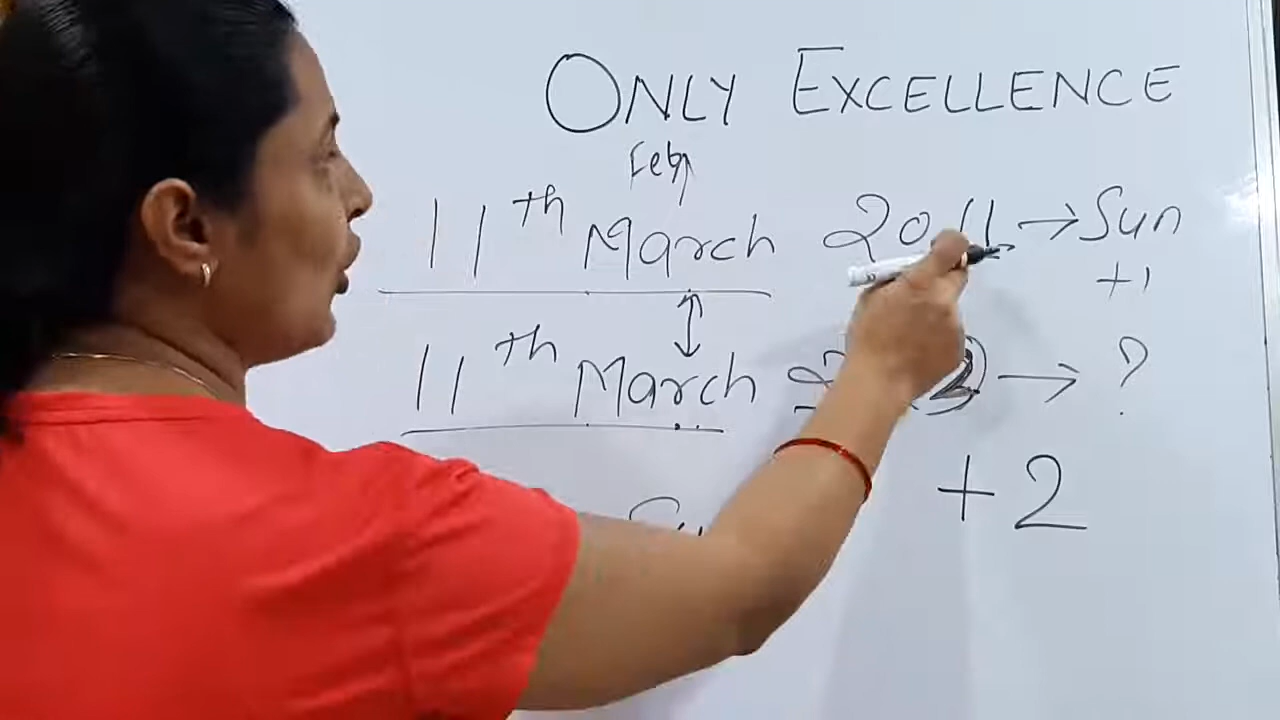 ONLY EXCELLENCE
Feb
11th March 2011 → Sun
+1
11th March → ?
+2